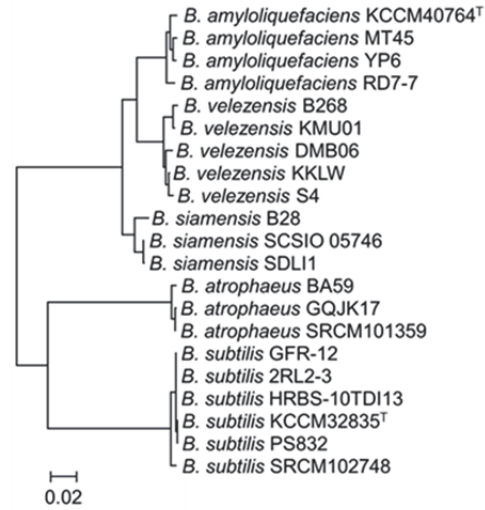 B. amyloliquefaciens KCCM40764ᵀ
B. amyloliquefaciens MT45
B. amyloliquefaciens YP6
B. amyloliquefaciens RD7-7
B. velezensis B268
B. velezensis KMU01
B. velezensis DMB06
B. velezensis KKLW
B. velezensis S4
B. siamensis B28
B. siamensis SCSIO 05746
B. siamensis SDLI1
B. atrophaeus BA59
B. atrophaeus GQJK17
B. atrophaeus SRCM101359
B. subtilis GFR-12
B. subtilis 2RL2-3
B. subtilis HRBS-10TDI13
B. subtilis KCCM32835ᵀ
B. subtilis PS832
B. subtilis SRCM102748
0.02